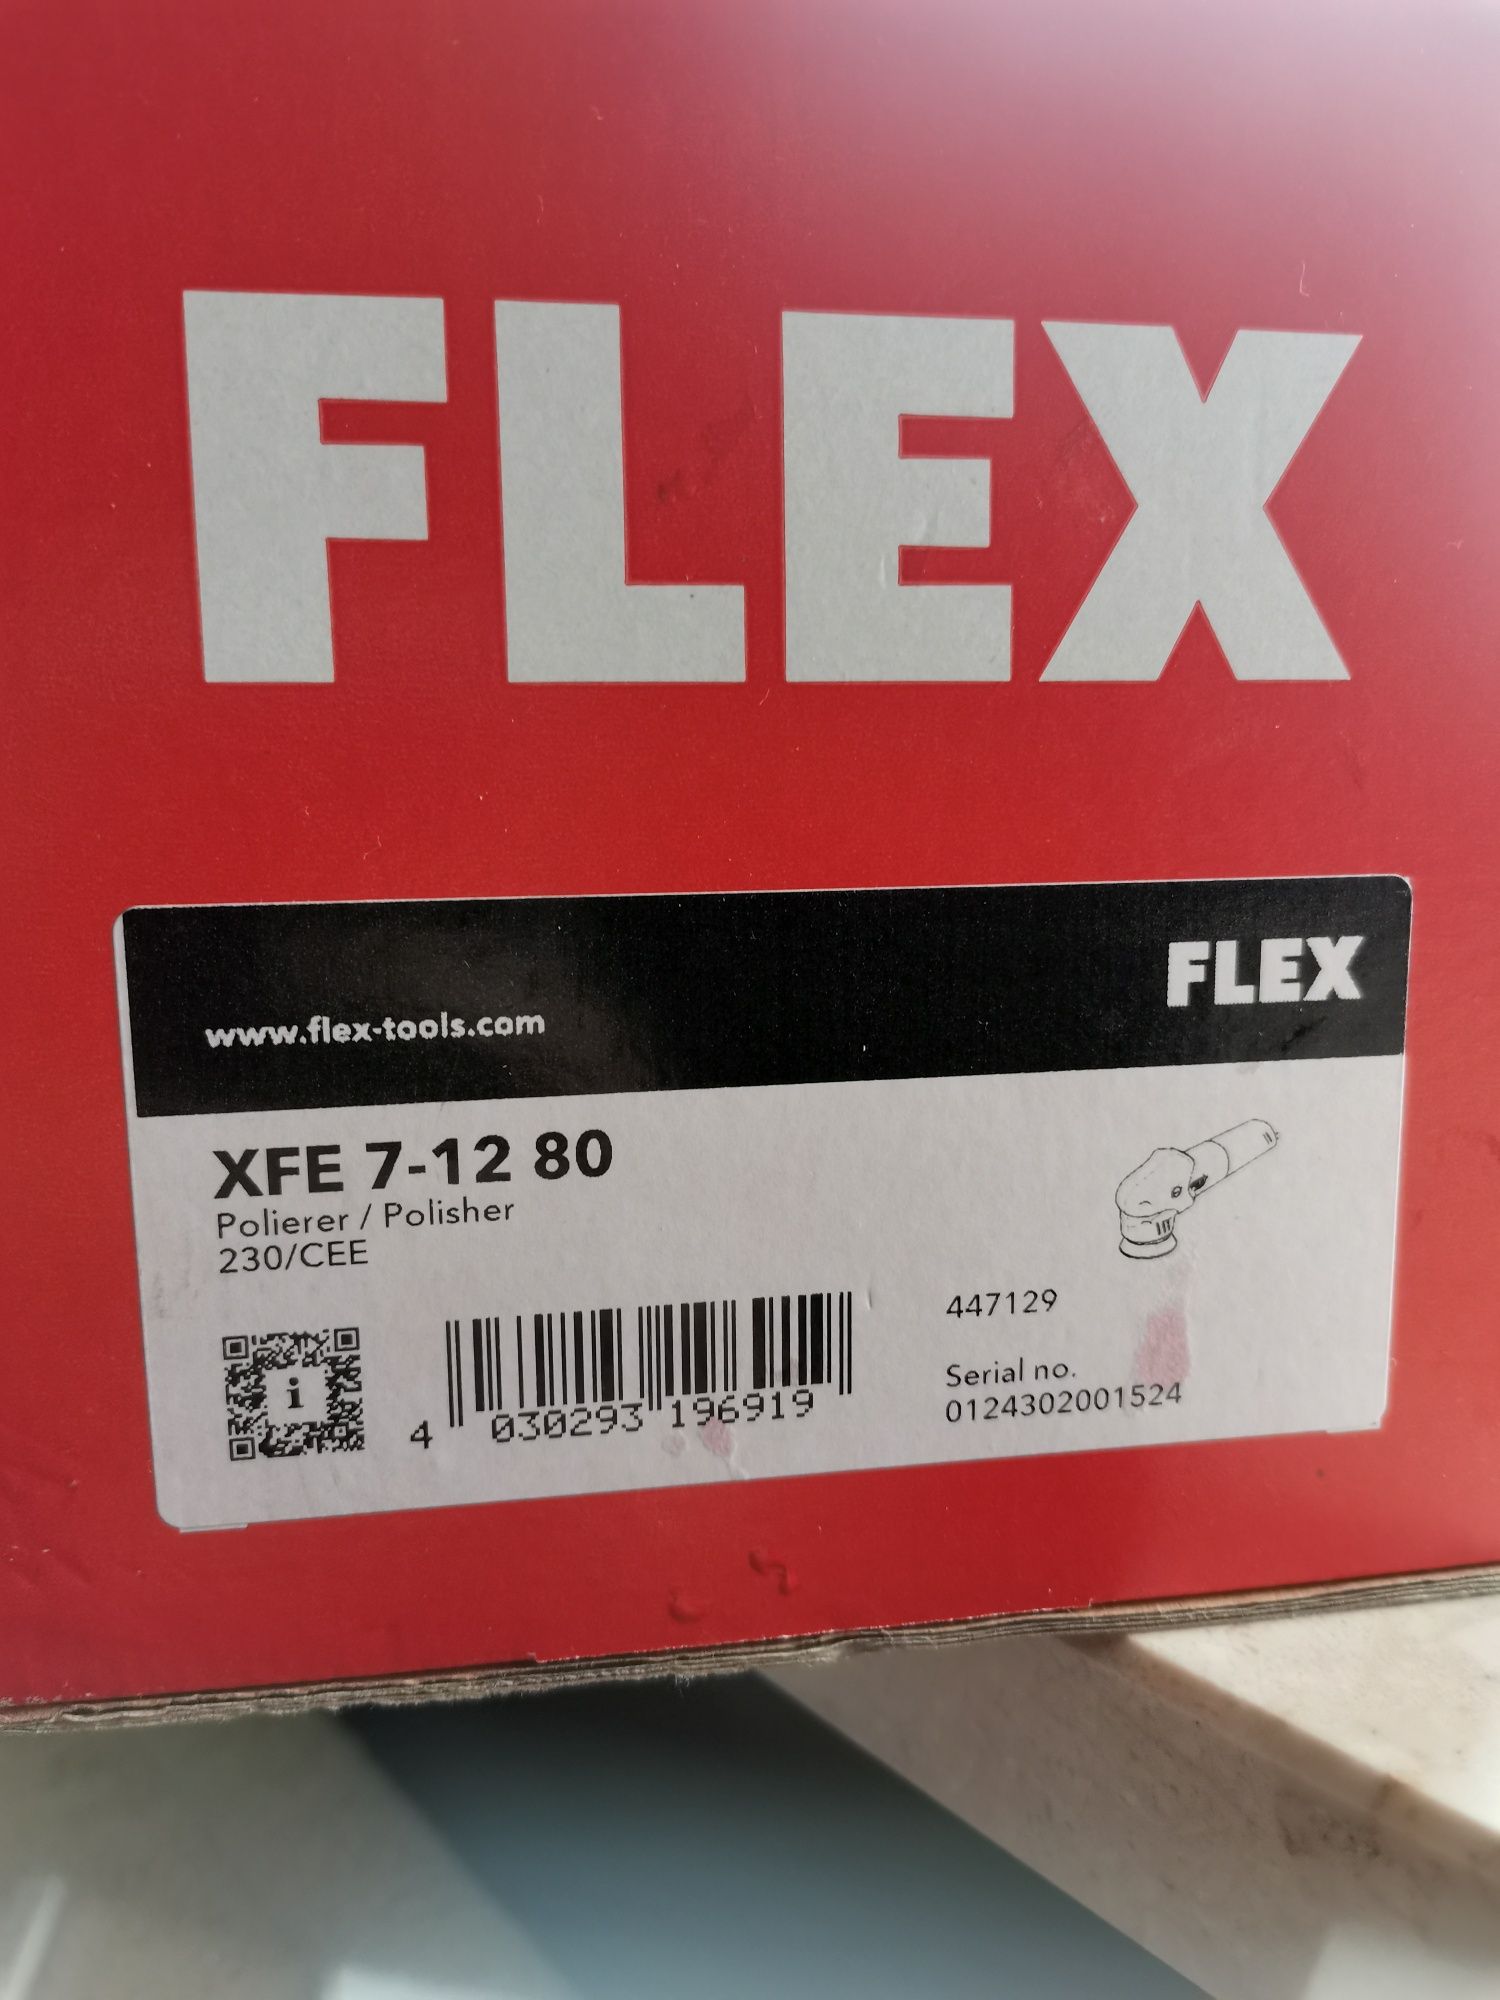 FLEX
FLEX
www.flex-tools.com
XFE 7-12 80
Polierer / Polisher
230/CEE
447129
i
Serial no.
0124302001524
4 030293 196919